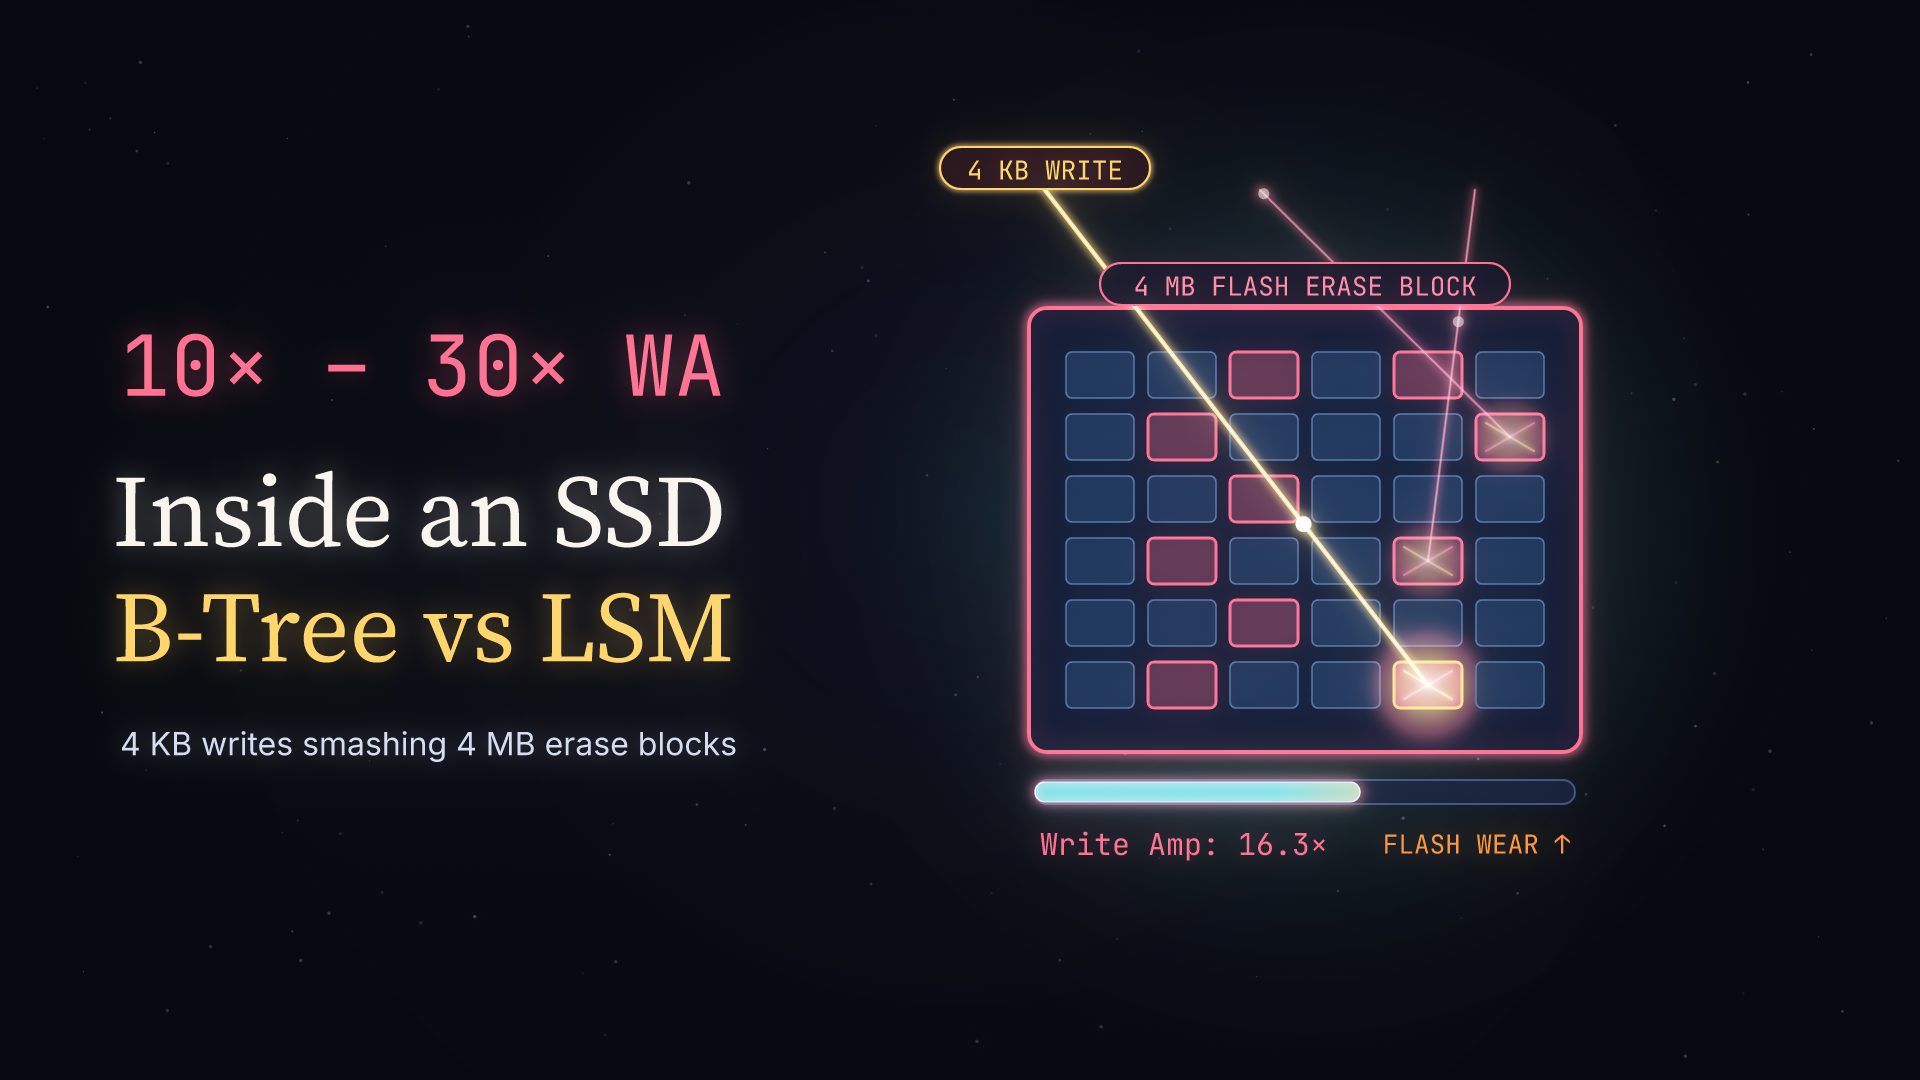 10× – 30× WA
Inside an SSD
B-Tree vs LSM
4 KB writes smashing 4 MB erase blocks
4 KB WRITE
4 MB FLASH ERASE BLOCK
Write Amp: 16.3×
FLASH WEAR ↑